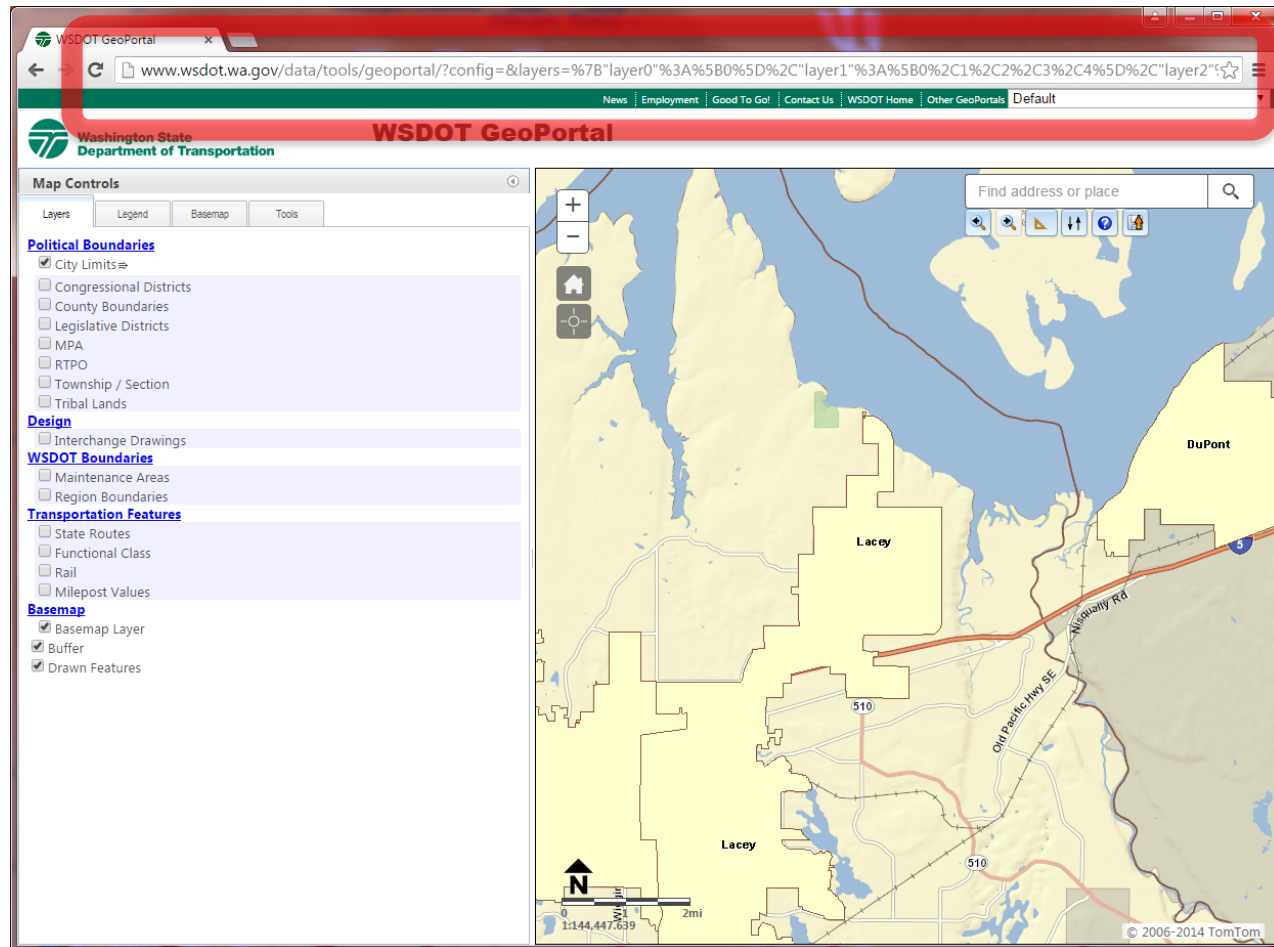 WSDOT GeoPortal
www.wsdot.wa.gov/data/tools/geoportal/?config=&layers=%7B"layer0"%3A%5B0%5D%2C"layer1"%3A%5B0%2C1%2C2%2C3%2C4%5D%2C"layer2"%
News Employment Good To Go! Contact Us WSDOT Home Other GeoPortals Default
Washington State
Department of Transportation
WSDOT GeoPortal
Map Controls
Layers Legend Basemap Tools
Political Boundaries
City Limits⇒
Congressional Districts
County Boundaries
Legislative Districts
MPA
RTPO
Township / Section
Tribal Lands
Design
Interchange Drawings
WSDOT Boundaries
Maintenance Areas
Region Boundaries
Transportation Features
State Routes
Functional Class
Rail
Milepost Values
Basemap
Basemap Layer
Buffer
Drawn Features
Find address or place
DuPont
Lacey
5
Nisqually Rd
Old Pacific Hwy SE
510
Lacey
510
N
0 1 2mi
1:144,447.639
© 2006-2014 TomTom